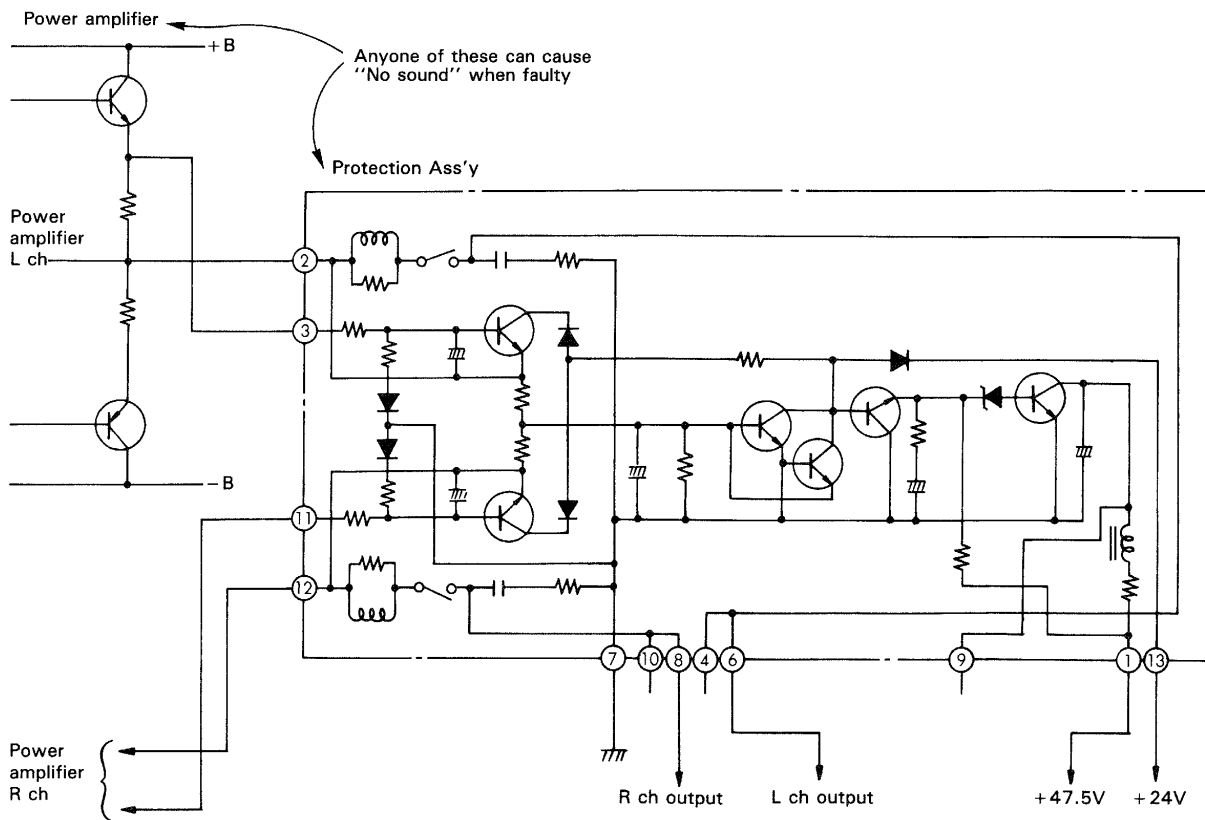 Power amplifier
+B
Anyone of these can cause
"No sound" when faulty
Protection Ass'y
Power
amplifier
L ch
2
3
-B
11
12
7
10
8
4
6
9
1
13
Power
amplifier
R ch
R ch output
L ch output
+47.5V
+24V